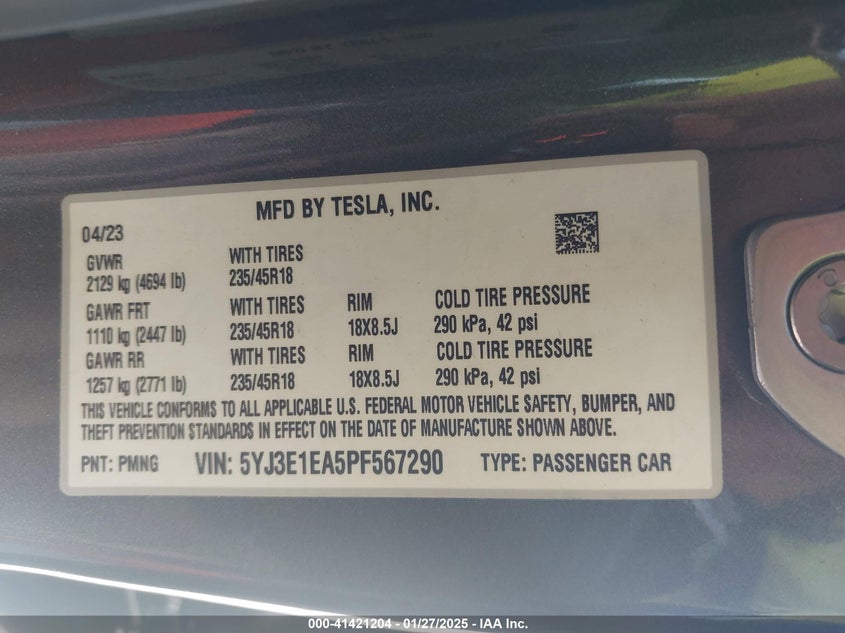 MFD BY TESLA, INC.
04/23
GVWR WITH TIRES
2129 kg (4694 lb) 235/45R18
GAWR FRT WITH TIRES RIM COLD TIRE PRESSURE
1110 kg (2447 lb) 235/45R18 18X8.5J 290 kPa, 42 psi
GAWR RR WITH TIRES RIM COLD TIRE PRESSURE
1257 kg (2771 lb) 235/45R18 18X8.5J 290 kPa, 42 psi
THIS VEHICLE CONFORMS TO ALL APPLICABLE U.S. FEDERAL MOTOR VEHICLE SAFETY, BUMPER, AND
THEFT PREVENTION STANDARDS IN EFFECT ON THE DATE OF MANUFACTURE SHOWN ABOVE.
PNT: PMNG VIN: 5YJ3E1EA5PF567290 TYPE: PASSENGER CAR
000-41421204 - 01/27/2025 - IAA Inc.